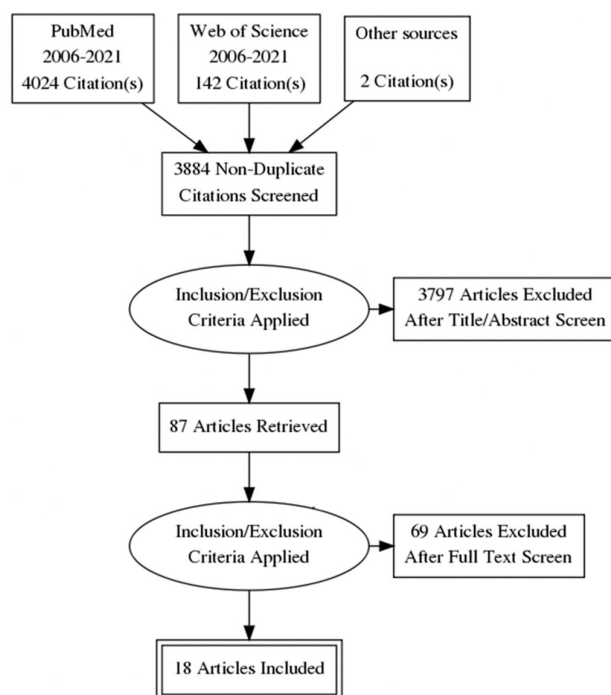 PubMed
2006-2021
4024 Citation(s)
Web of Science
2006-2021
142 Citation(s)
Other sources
2 Citation(s)
3884 Non-Duplicate
Citations Screened
Inclusion/Exclusion
Criteria Applied
3797 Articles Excluded
After Title/Abstract Screen
87 Articles Retrieved
Inclusion/Exclusion
Criteria Applied
69 Articles Excluded
After Full Text Screen
18 Articles Included